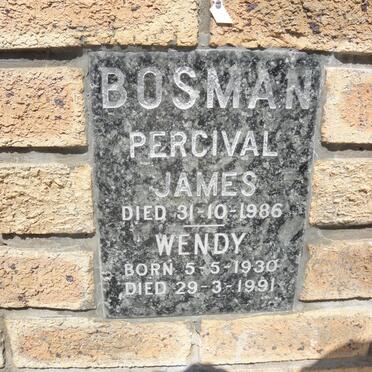 BOSMAN
PERCIVAL
JAMES
DIED 31-10-1986
WENDY
BORN 5-5-1930
DIED 29-3-1991